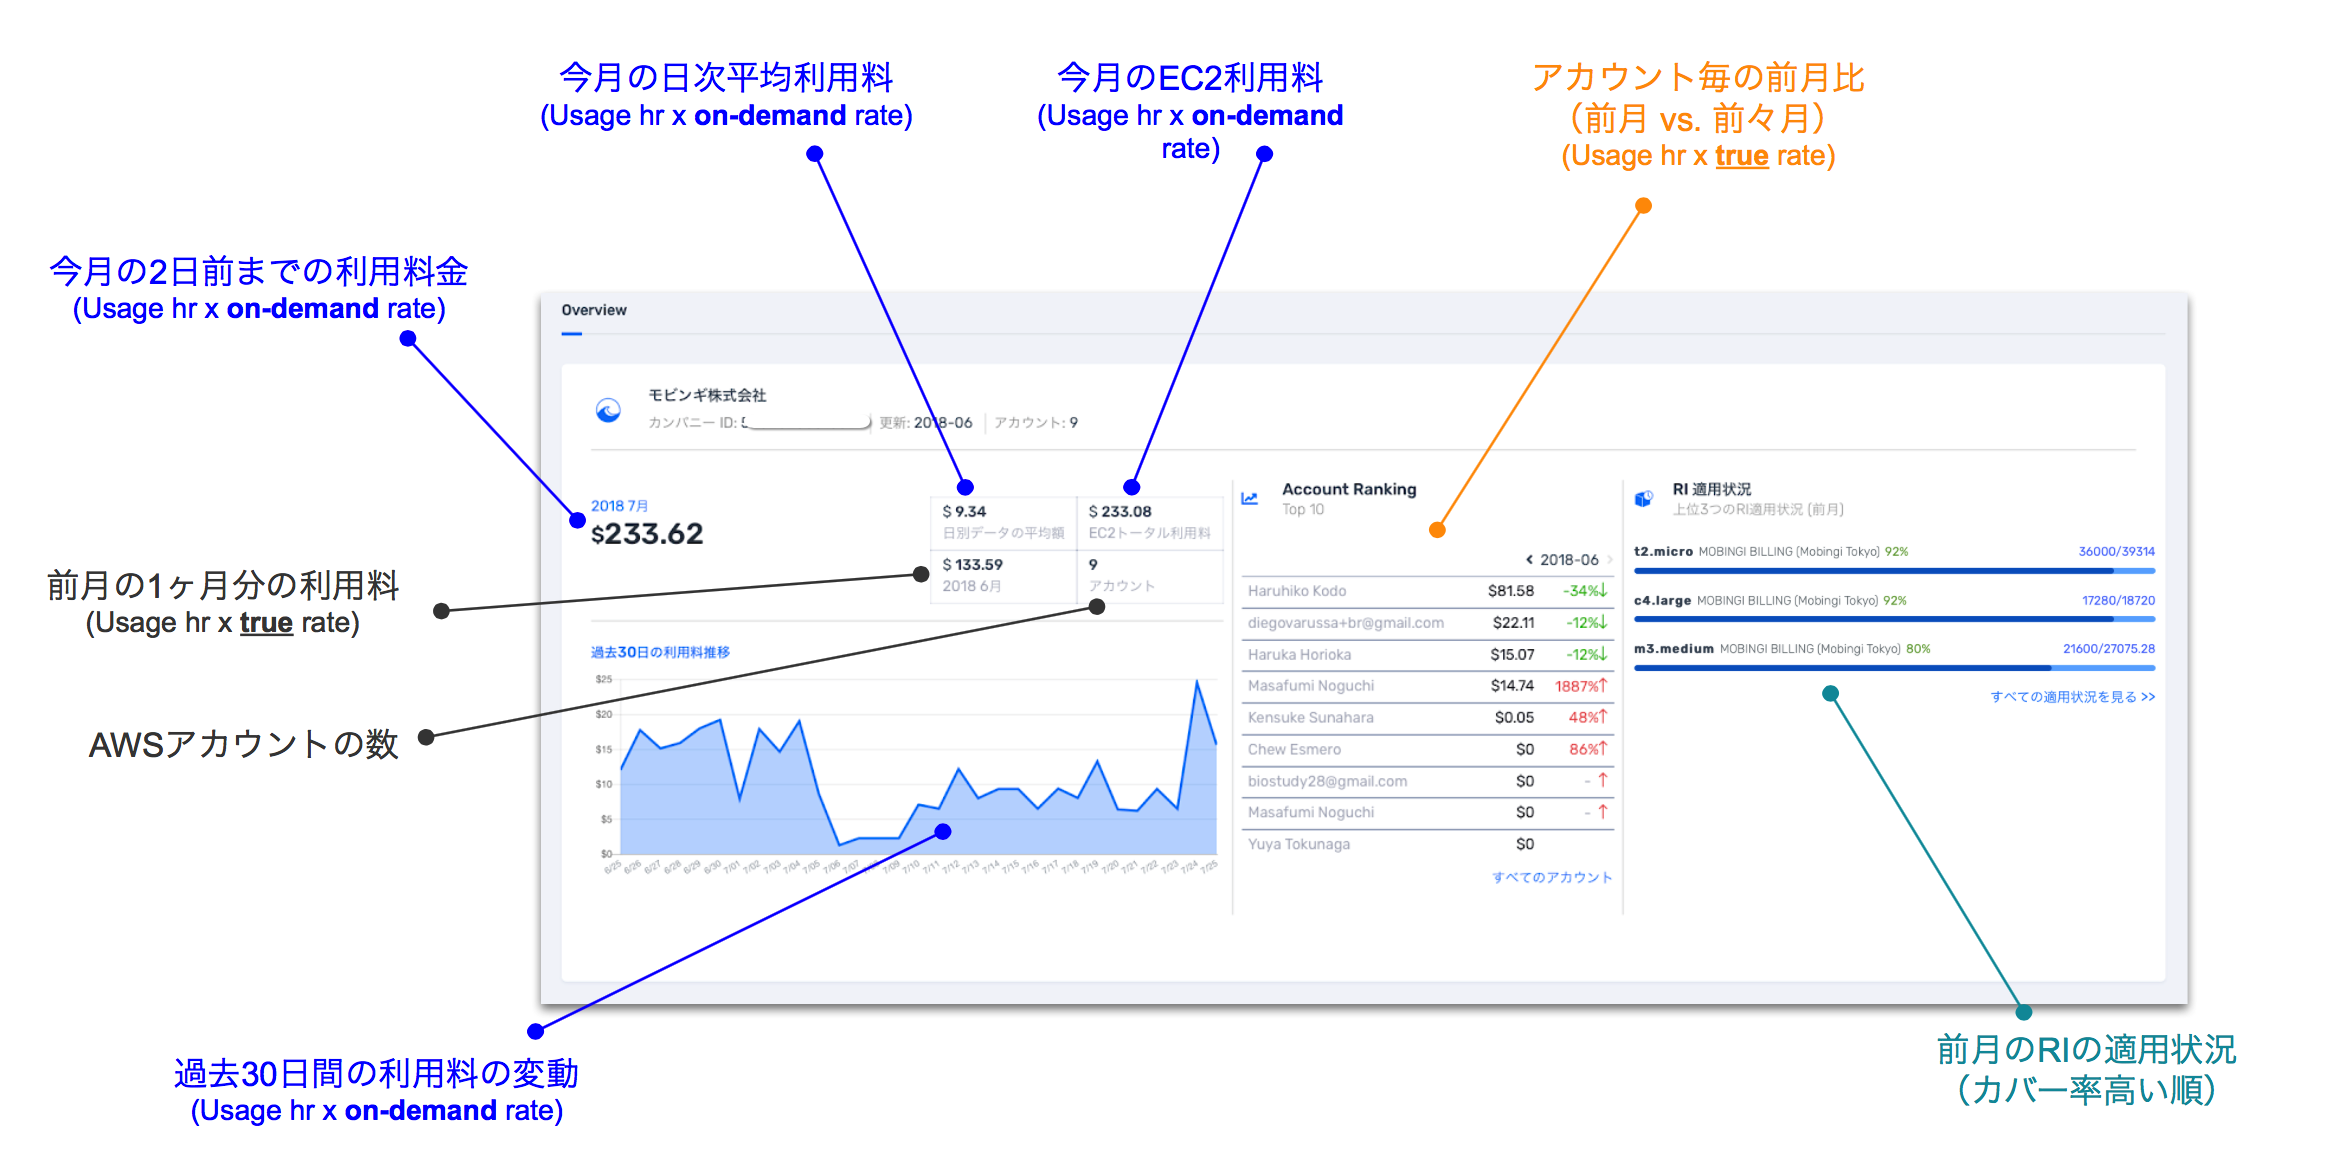 今月の日次平均利用料
(Usage hr x on-demand rate)
今月のEC2利用料
(Usage hr x on-demand
rate)
アカウント毎の前月比
（前月 vs. 前々月）
(Usage hr x true rate)
今月の2日前までの利用料金
(Usage hr x on-demand rate)
前月の1ヶ月分の利用料
(Usage hr x true rate)
AWSアカウントの数
過去30日間の利用料の変動
(Usage hr x on-demand rate)
前月のRIの適用状況
（カバー率高い順）
Overview
モビンギ株式会社
カンパニー ID: 更新: 2018-06 アカウント: 9
2018 7月
$233.62
$ 9.34
日別データの平均額
$ 233.08
EC2トータル利用料
$ 133.59
2018 6月
9
アカウント
過去30日の利用料推移
$25
$20
$15
$10
$5
$0
6/25 6/26 6/27 6/28 6/29 6/30 7/01 7/02 7/03 7/04 7/05 7/06 7/07 7/09 7/10 7/11 7/12 7/13 7/14 7/15 7/16 7/17 7/18 7/19 7/20 7/21 7/22 7/23 7/24 7/25
Account Ranking
Top 10
< 2018-06 >
Haruhiko Kodo $81.58 -34%↓
diegovarussa+br@gmail.com $22.11 -12%↓
Haruka Horioka $15.07 -12%↓
Masafumi Noguchi $14.74 1887%↑
Kensuke Sunahara $0.05 48%↑
Chew Esmero $0 86%↑
biostudy28@gmail.com $0 - ↑
Masafumi Noguchi $0 - ↑
Yuya Tokunaga $0
すべてのアカウント
RI 適用状況
上位3つのRI適用状況 (前月)
t2.micro MOBINGI BILLING (Mobingi Tokyo) 92% 36000/39314
c4.large MOBINGI BILLING (Mobingi Tokyo) 92% 17280/18720
m3.medium MOBINGI BILLING (Mobingi Tokyo) 80% 21600/27075.28
すべての適用状況を見る >>